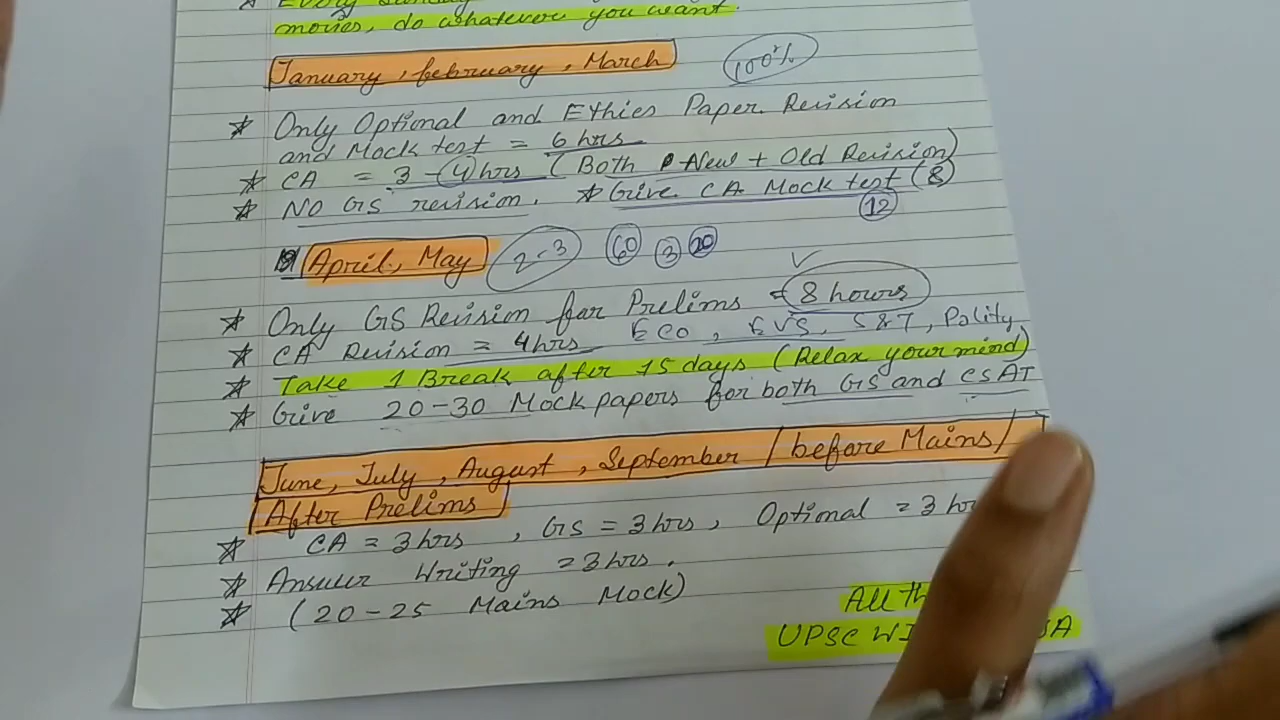 Every Sunday
movies, do whatever you want.
January, february, March 100%
* Only Optional and Ethics Paper Revision
and Mock test = 6 hrs
* CA = 3-4 hrs (Both New + Old Revision)
* NO GS revision. * Give CA Mock test (8)
12
April, May 2-3 60 3 20
* Only GS Revision for Prelims = 8 hours
* CA Revision = 4 hrs ECO, EVS, S&T, Polity
* Take 1 Break after 15 days (Relax your mind)
* Give 20-30 Mock papers for both GS and CSAT
June, July, August, September / before Mains /
After Prelims
* CA = 3 hrs, GS = 3 hrs, Optional = 3 hr
* Answer Writing = 3 hrs.
* (20-25 Mains Mock)
All th
UPSC WI